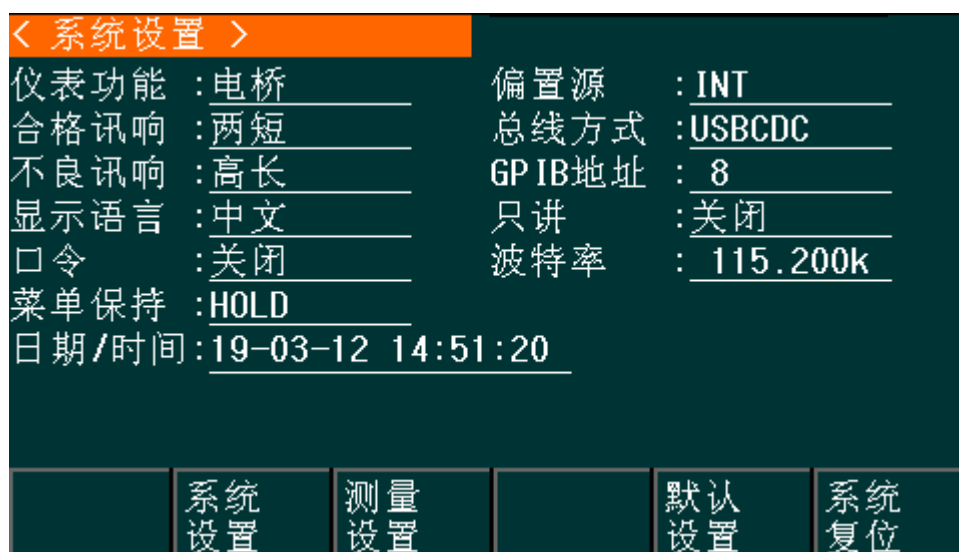 < 系统设置 >
仪表功能 :电桥 偏置源 : INT
合格讯响 :两短 总线方式 :USBCDC
不良讯响 :高长 GPIB地址 : 8
显示语言 :中文 只讲 :关闭
口令 :关闭 波特率 : 115.200k
菜单保持 :HOLD
日期/时间:19-03-12 14:51:20
系统设置 测量设置 默认设置 系统复位